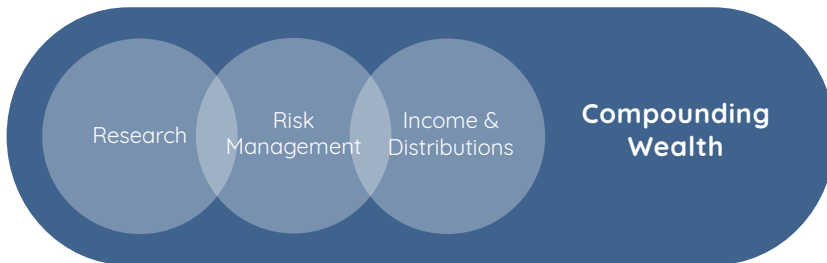 Research
Risk
Management
Income &
Distributions
Compounding
Wealth